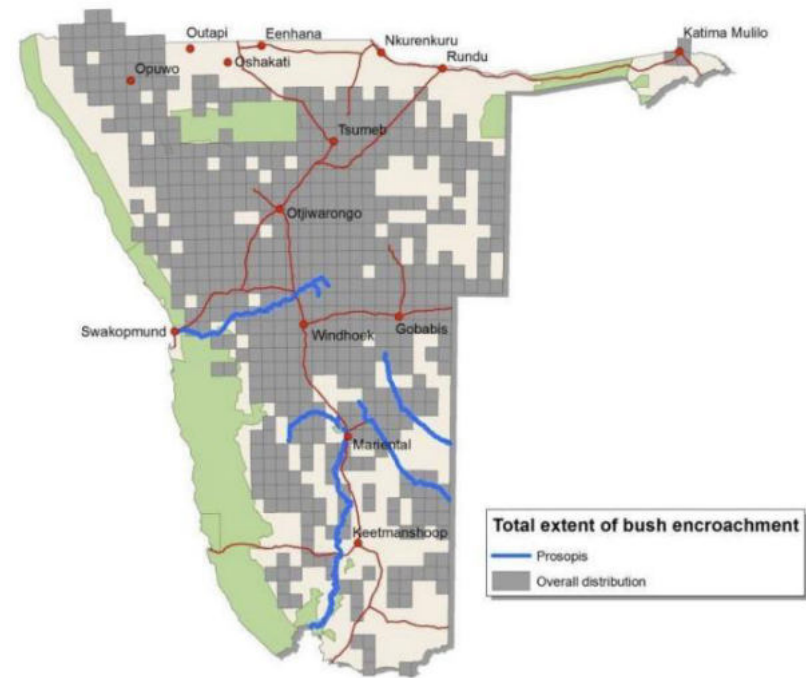 Outapi
Eenhana
Nkurenkuru
Katima Mulilo
Opuwo
Oshakati
Rundu
Tsumeb
Otjiwarongo
Swakopmund
Windhoek
Gobabis
Mariental
Keetmanshoop
Total extent of bush encroachment
Prosopis
Overall distribution